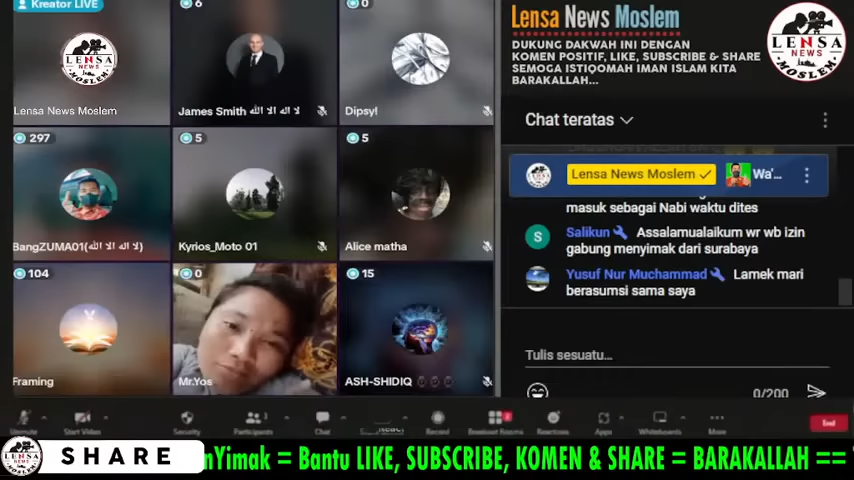 Kreator LIVE
6
0
LENSA
NEWS
MOSLEM
Lensa News Moslem
James Smith لا اله الا الله
Dipsy!
297
5
5
BangZUMA01(لا اله الا الله)
Kyrios_Moto 01
Alice matha
104
0
15
Framing
Mr.Yos
ASH-SHIDIQ
Lensa News Moslem
DUKUNG DAKWAH INI DENGAN
KOMEN POSITIF, LIKE, SUBSCRIBE & SHARE
SEMOGA ISTIQOMAH IMAN ISLAM KITA
BARAKALLAH...
LENSA
NEWS
MOSLEM
Chat teratas
Lensa News Moslem
Wa'...
masuk sebagai Nabi waktu dites
S
Salikun Assalamualaikum wr wb izin
gabung menyimak dari surabaya
Yusuf Nur Muchammad Lamek mari
berasumsi sama saya
Tulis sesuatu...
0/200
Unmute
Start Video
Security
Participants
Chat
Record
Breakout Rooms
Reactions
Apps
Whiteboards
More
End
LENSA
NEWS
MOSLEM
SHARE
nYimak = Bantu LIKE, SUBSCRIBE, KOMEN & SHARE = BARAKALLAH ==